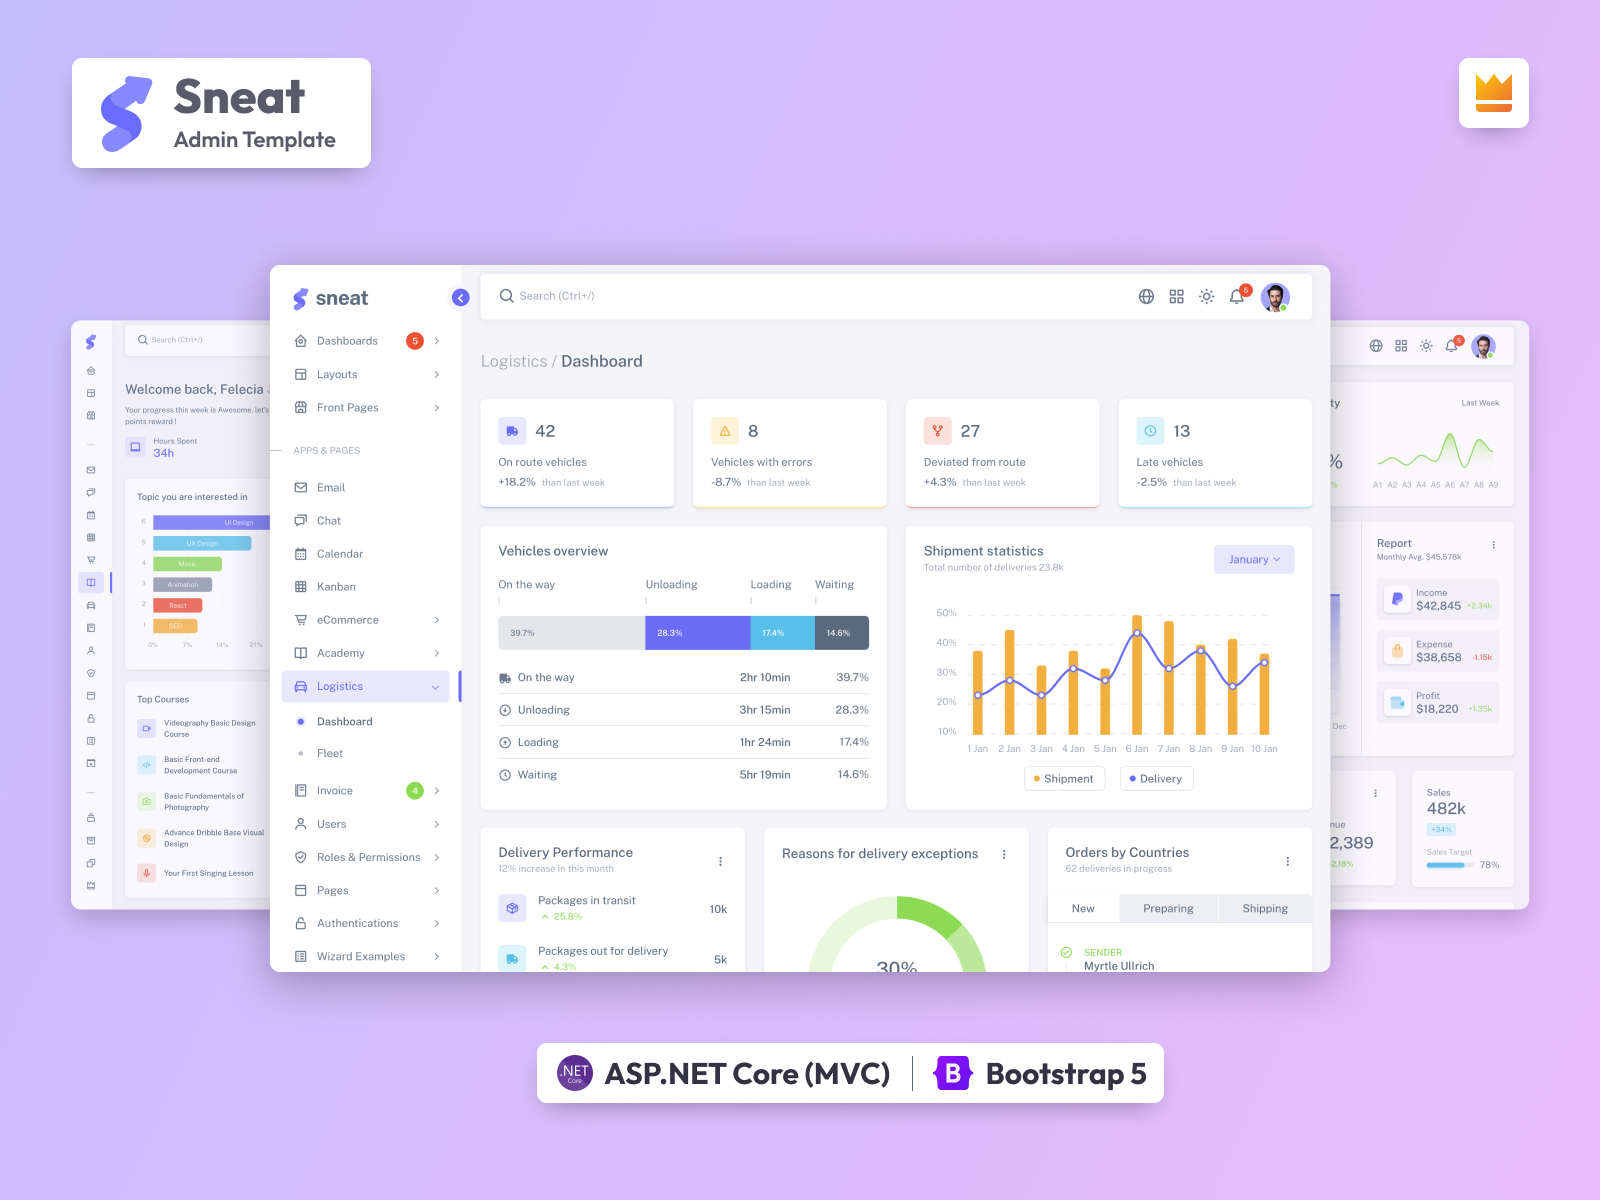 Sneat
Admin Template
sneat
Dashboards 5
Layouts
Front Pages
APPS & PAGES
Email
Chat
Calendar
Kanban
eCommerce
Academy
Logistics
Dashboard
Fleet
Invoice 4
Users
Roles & Permissions
Pages
Authentications
Wizard Examples
Search (Ctrl+/)
5
Logistics / Dashboard
42
On route vehicles
+18.2% than last week
8
Vehicles with errors
-8.7% than last week
27
Deviated from route
+4.3% than last week
13
Late vehicles
-2.5% than last week
Vehicles overview
On the way Unloading Loading Waiting
39.7% 28.3% 17.4% 14.6%
On the way 2hr 10min 39.7%
Unloading 3hr 15min 28.3%
Loading 1hr 24min 17.4%
Waiting 5hr 19min 14.6%
Shipment statistics
Total number of deliveries 23.8k
January
50%
40%
30%
20%
10%
1 Jan 2 Jan 3 Jan 4 Jan 5 Jan 6 Jan 7 Jan 8 Jan 9 Jan 10 Jan
Shipment Delivery
Delivery Performance
12% increase in this month
Packages in transit
25.8%
10k
Packages out for delivery
4.3%
5k
Reasons for delivery exceptions
30%
Orders by Countries
62 deliveries in progress
New Preparing Shipping
SENDER
Myrtle Ullrich
Search (Ctrl+/)
Welcome back, Felecia
Your progress this week is Awesome. let's
points reward !
Hours Spent
34h
Topic you are interested in
6 UI Design
5 UX Design
4 Music
3 Animation
2 React
1 SEO
0% 7% 14% 21%
Top Courses
Videography Basic Design
Course
Basic Front-end
Development Course
Basic Fundamentals of
Photography
Advance Dribble Base Visual
Design
Your First Singing Lesson
5
ty
Last Week
%
%
A1 A2 A3 A4 A5 A6 A7 A8 A9
Report
Monthly Avg. $45.578k
Income
$42,845 +2.34k
Expense
$38,658 -1.15k
Profit
$18,220 +1.35k
Dec
nue
2,389
2.18%
Sales
482k
+34%
Sales Target
78%
.NET
Core
ASP.NET Core (MVC)
B
Bootstrap 5